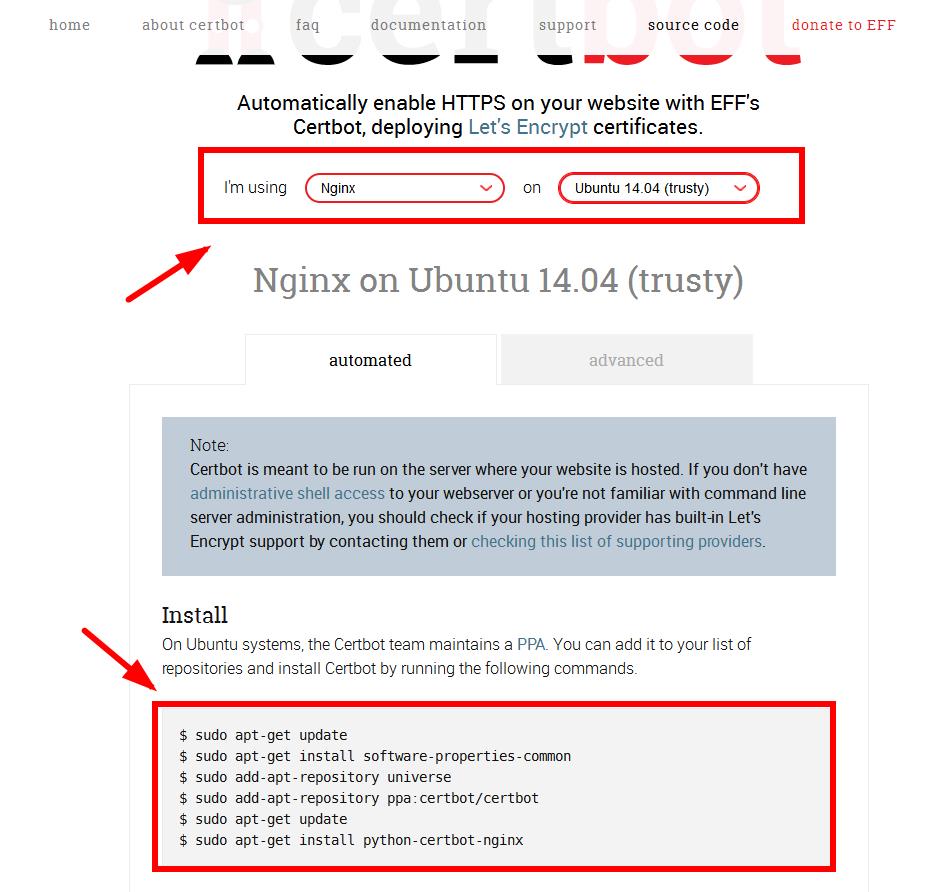 home about certbot faq documentation support source code donate to EFF
certbot
Automatically enable HTTPS on your website with EFF's
Certbot, deploying Let's Encrypt certificates.
I'm using Nginx on Ubuntu 14.04 (trusty)
Nginx on Ubuntu 14.04 (trusty)
automated advanced
Note:
Certbot is meant to be run on the server where your website is hosted. If you don't have
administrative shell access to your webserver or you're not familiar with command line
server administration, you should check if your hosting provider has built-in Let's
Encrypt support by contacting them or checking this list of supporting providers.
Install
On Ubuntu systems, the Certbot team maintains a PPA. You can add it to your list of
repositories and install Certbot by running the following commands.
$ sudo apt-get update
$ sudo apt-get install software-properties-common
$ sudo add-apt-repository universe
$ sudo add-apt-repository ppa:certbot/certbot
$ sudo apt-get update
$ sudo apt-get install python-certbot-nginx